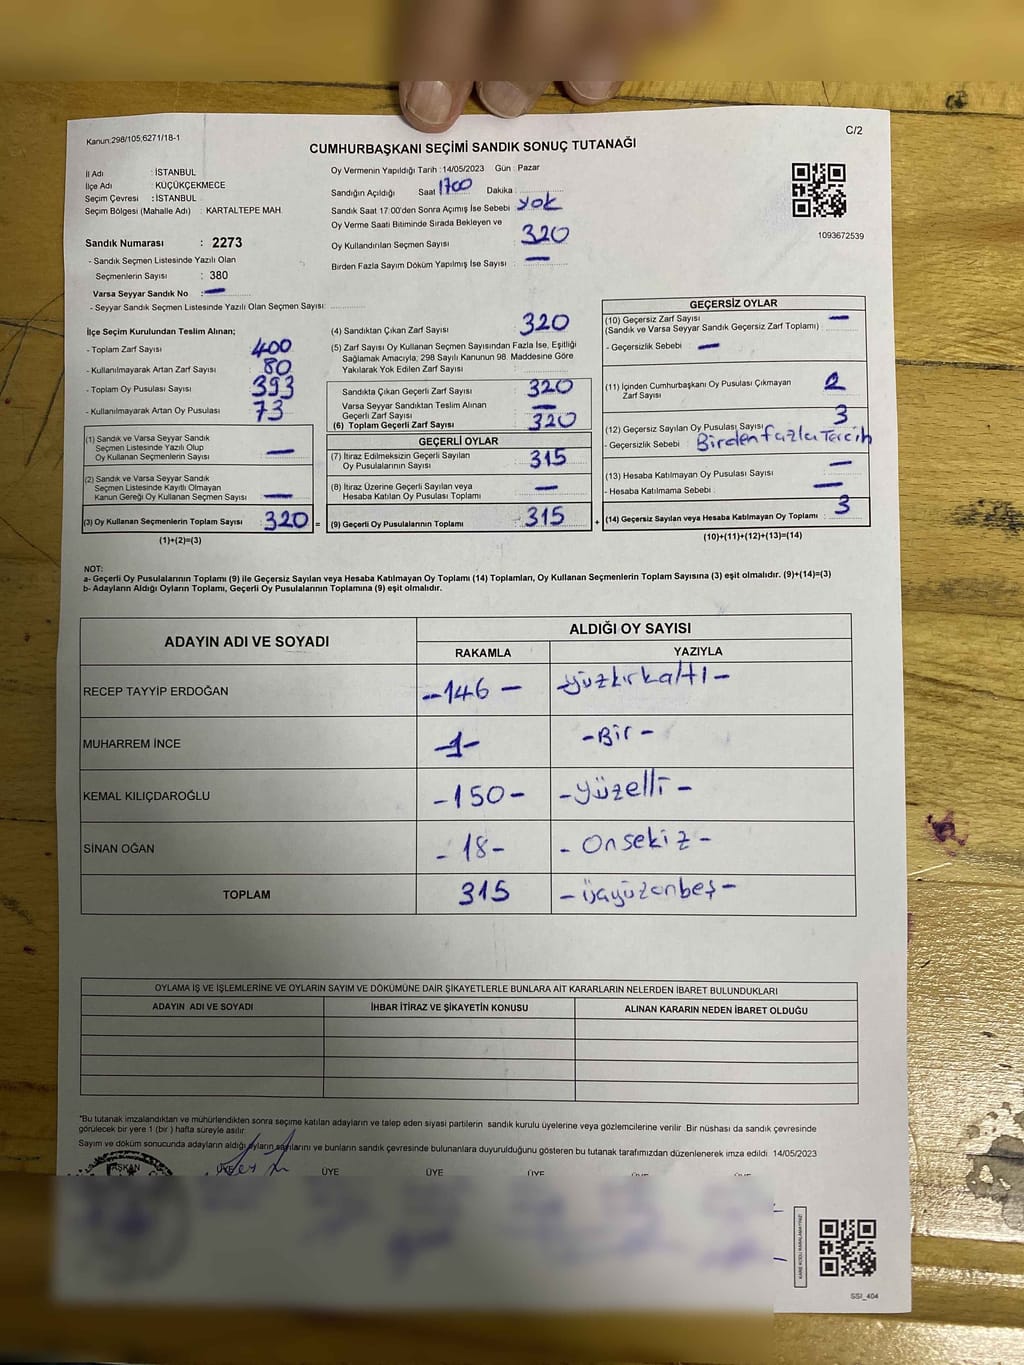 Kanun:298/105;6271/18-1
C/2
CUMHURBAŞKANI SEÇİMİ SANDIK SONUÇ TUTANAĞI
İl Adı : İSTANBUL
İlçe Adı : KÜÇÜKÇEKMECE
Seçim Çevresi : İSTANBUL
Seçim Bölgesi (Mahalle Adı) : KARTALTEPE MAH.
Sandık Numarası : 2273
- Sandık Seçmen Listesinde Yazılı Olan
Seçmenlerin Sayısı : 380
Varsa Seyyar Sandık No : —
- Seyyar Sandık Seçmen Listesinde Yazılı Olan Seçmen Sayısı:
Oy Vermenin Yapıldığı Tarih : 14/05/2023 Gün : Pazar
Sandığın Açıldığı Saat 1700 Dakika :
Sandık Saat 17:00'den Sonra Açımış İse Sebebi : yok
Oy Verme Saati Bitiminde Sırada Bekleyen ve
Oy Kullandırılan Seçmen Sayısı : 320
Birden Fazla Sayım Döküm Yapılmış İse Sayısı : —
1093672539
İlçe Seçim Kurulundan Teslim Alınan;
- Toplam Zarf Sayısı 400
- Kullanılmayarak Artan Zarf Sayısı 80
- Toplam Oy Pusulası Sayısı 393
- Kullanılmayarak Artan Oy Pusulası 73
(1) Sandık ve Varsa Seyyar Sandık
Seçmen Listesinde Yazılı Olup
Oy Kullanan Seçmenlerin Sayısı —
(2) Sandık ve Varsa Seyyar Sandık
Seçmen Listesinde Kayıtlı Olmayan
Kanun Gereği Oy Kullanan Seçmen Sayısı —
(3) Oy Kullanan Seçmenlerin Toplam Sayısı 320 =
(1)+(2)=(3)
(4) Sandıktan Çıkan Zarf Sayısı : 320
(5) Zarf Sayısı Oy Kullanan Seçmen Sayısından Fazla İse, Eşitliği
Sağlamak Amacıyla, 298 Sayılı Kanunun 98. Maddesine Göre
Yakılarak Yok Edilen Zarf Sayısı
Sandıkta Çıkan Geçerli Zarf Sayısı : 320
Varsa Seyyar Sandıktan Teslim Alınan
Geçerli Zarf Sayısı —
(6) Toplam Geçerli Zarf Sayısı : 320
GEÇERLİ OYLAR
(7) İtiraz Edilmeksizin Geçerli Sayılan
Oy Pusulalarının Sayısı : 315
(8) İtiraz Üzerine Geçerli Sayılan veya
Hesaba Katılan Oy Pusulası Toplamı : —
(9) Geçerli Oy Pusulalarının Toplamı : 315 +
GEÇERSİZ OYLAR
(10) Geçersiz Zarf Sayısı —
(Sandık ve Varsa Seyyar Sandık Geçersiz Zarf Toplamı) :
- Geçersizlik Sebebi : —
(11) İçinden Cumhurbaşkanı Oy Pusulası Çıkmayan
Zarf Sayısı : 2
(12) Geçersiz Sayılan Oy Pusulası Sayısı : 3
- Geçersizlik Sebebi : Birden fazla Tercih
(13) Hesaba Katılmayan Oy Pusulası Sayısı : —
- Hesaba Katılmama Sebebi : —
(14) Geçersiz Sayılan veya Hesaba Katılmayan Oy Toplamı : 3
(10)+(11)+(12)+(13)=(14)
NOT:
a- Geçerli Oy Pusulalarının Toplamı (9) ile Geçersiz Sayılan veya Hesaba Katılmayan Oy Toplamı (14) Toplamları, Oy Kullanan Seçmenlerin Toplam Sayısına (3) eşit olmalıdır. (9)+(14)=(3)
b- Adayların Aldığı Oyların Toplamı, Geçerli Oy Pusulalarının Toplamına (9) eşit olmalıdır.
ADAYIN ADI VE SOYADI ALDIĞI OY SAYISI
RAKAMLA YAZIYLA
RECEP TAYYİP ERDOĞAN -146- yüzkırkaltı-
MUHARREM İNCE -1- -Bir-
KEMAL KILIÇDAROĞLU -150- -yüzelli-
SİNAN OĞAN -18- -Onsekiz-
TOPLAM 315 -üçyüzonbeş-
OYLAMA İŞ VE İŞLEMLERİNE VE OYLARIN SAYIM VE DÖKÜMÜNE DAİR ŞİKAYETLERLE BUNLARA AİT KARARLARIN NELERDEN İBARET BULUNDUKLARI
ADAYIN ADI VE SOYADI İHBAR İTİRAZ VE ŞİKAYETİN KONUSU ALINAN KARARIN NEDEN İBARET OLDUĞU
*Bu tutanak imzalandıktan ve mühürlendikten sonra seçime katılan adayların ve talep eden siyasi partilerin sandık kurulu üyelerine veya gözlemcilerine verilir. Bir nüshası da sandık çevresinde
görülecek bir yere 1 (bir) hafta süreyle asılır.
Sayım ve döküm sonucunda adayların aldığı oyların sayılarını ve bunların sandık çevresinde bulunanlara duyurulduğunu gösteren bu tutanak tarafımızdan düzenlenerek imza edildi. 14/05/2023
BAŞKAN ÜYE ÜYE ÜYE ÜYE
KARE KODU KARALAMAYINIZ!
SSI_404